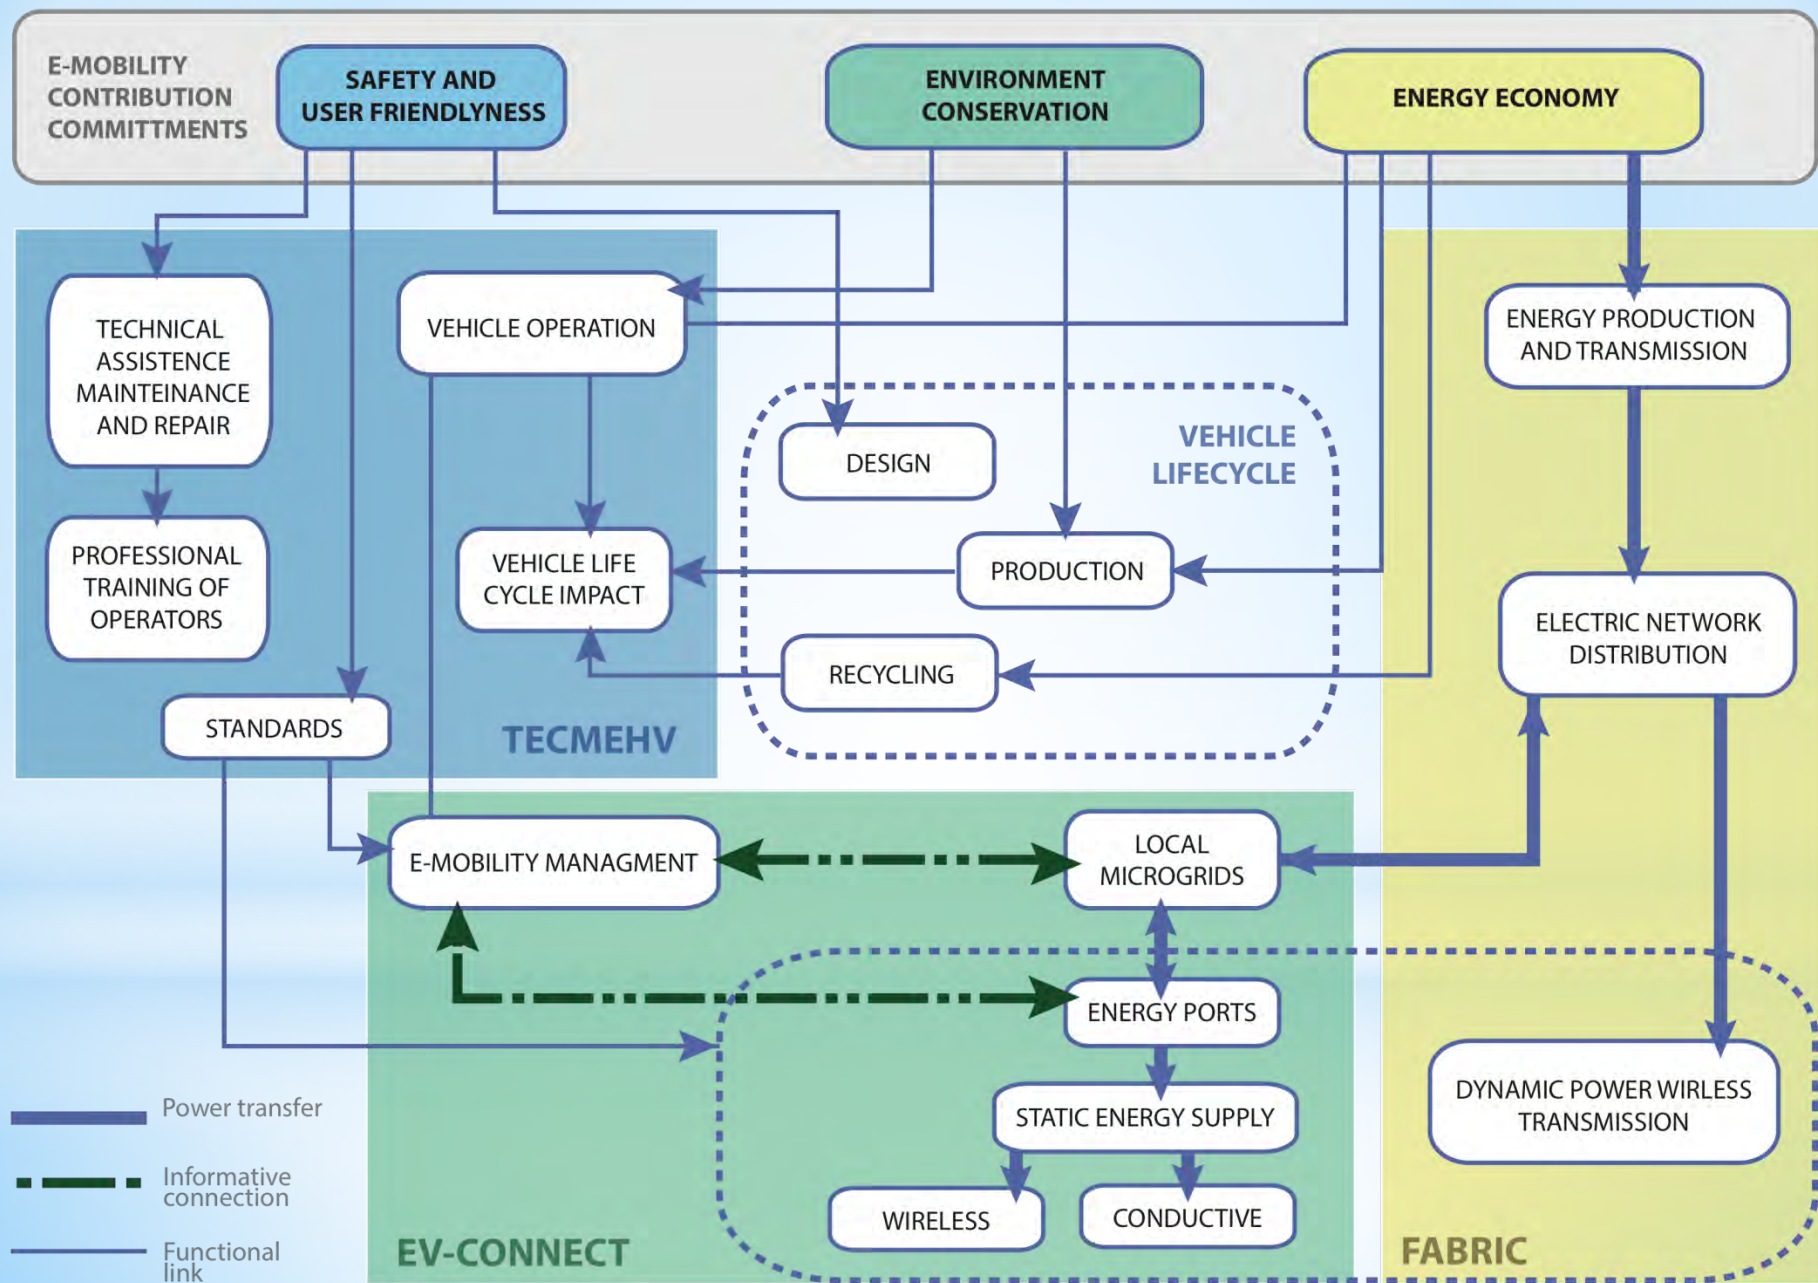 E-MOBILITY
CONTRIBUTION
COMMITTMENTS
SAFETY AND
USER FRIENDLYNESS
ENVIRONMENT
CONSERVATION
ENERGY ECONOMY
TECHNICAL
ASSISTENCE
MAINTEINANCE
AND REPAIR
VEHICLE OPERATION
ENERGY PRODUCTION
AND TRANSMISSION
DESIGN
VEHICLE
LIFECYCLE
PROFESSIONAL
TRAINING OF
OPERATORS
VEHICLE LIFE
CYCLE IMPACT
PRODUCTION
ELECTRIC NETWORK
DISTRIBUTION
RECYCLING
STANDARDS
TECMEHV
E-MOBILITY MANAGMENT
LOCAL
MICROGRIDS
ENERGY PORTS
STATIC ENERGY SUPPLY
DYNAMIC POWER WIRLESS
TRANSMISSION
WIRELESS
CONDUCTIVE
EV-CONNECT
FABRIC
Power transfer
Informative
connection
Functional
link